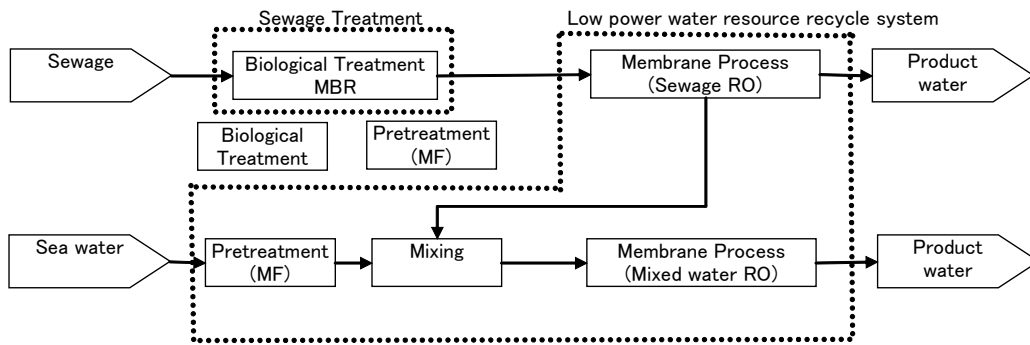 Sewage Treatment
Low power water resource recycle system
Sewage
Biological Treatment
MBR
Membrane Process
(Sewage RO)
Product
water
Biological
Treatment
Pretreatment
(MF)
Sea water
Pretreatment
(MF)
Mixing
Membrane Process
(Mixed water RO)
Product
water